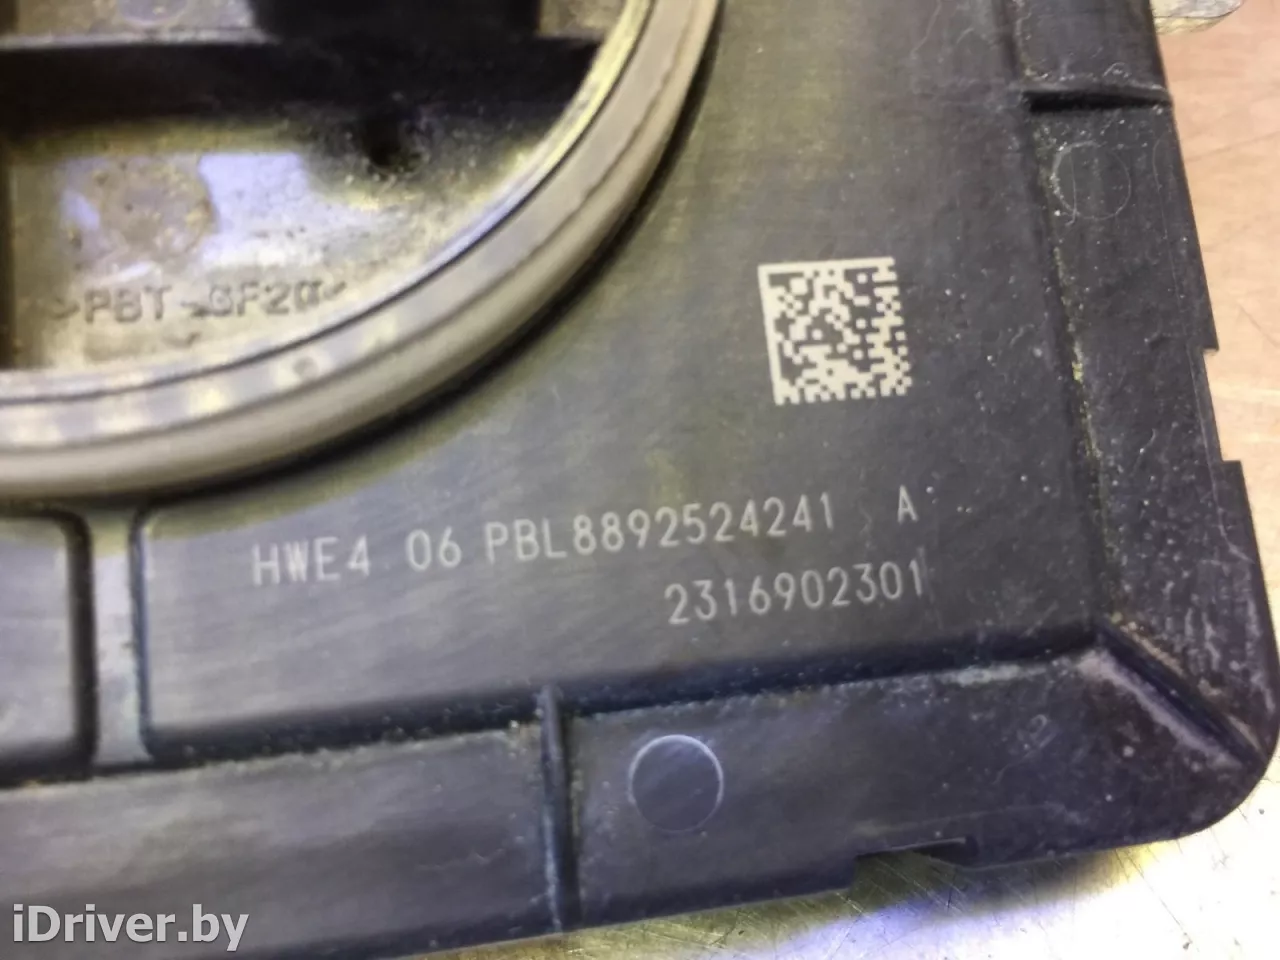 >PBT-GF20<
HWE4 06 PBL8892524241 A
2316902301
iDriver.by